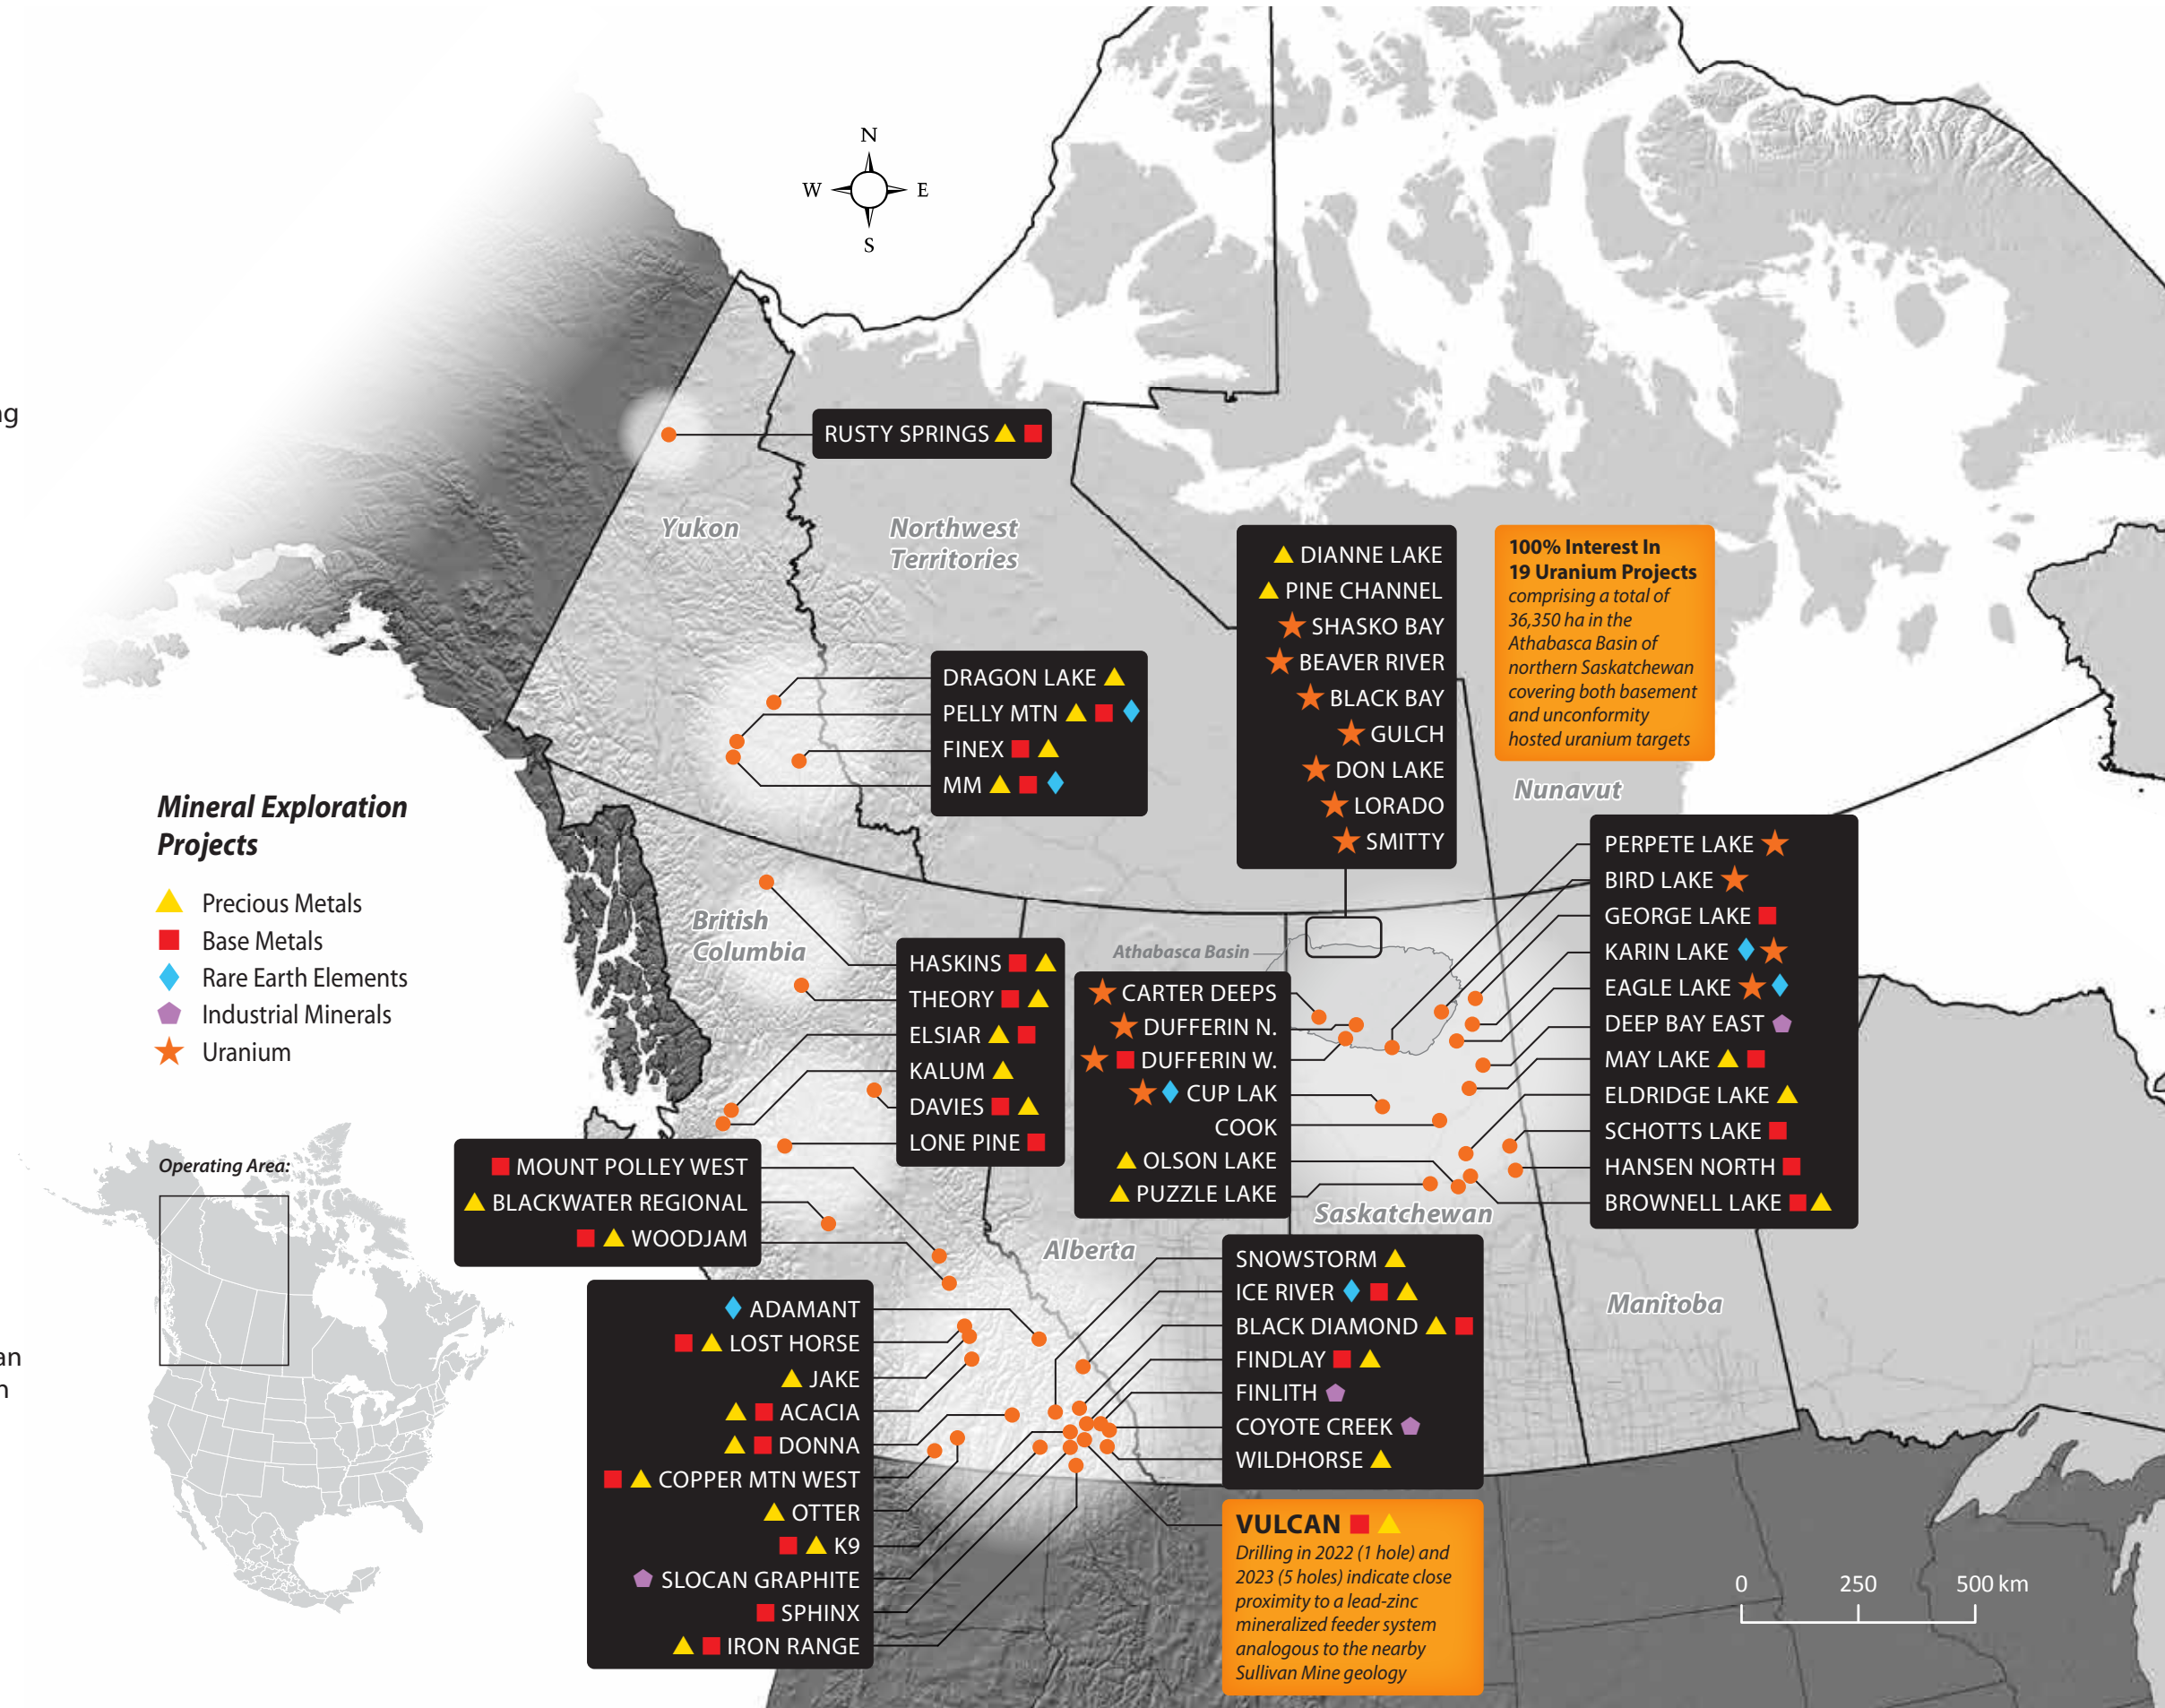 ng
an
n
N
W E
S
RUSTY SPRINGS
Yukon
Northwest
Territories
DIANNE LAKE
PINE CHANNEL
SHASKO BAY
BEAVER RIVER
BLACK BAY
GULCH
DON LAKE
LORADO
SMITTY
100% Interest In
19 Uranium Projects
comprising a total of
36,350 ha in the
Athabasca Basin of
northern Saskatchewan
covering both basement
and unconformity
hosted uranium targets
DRAGON LAKE
PELLY MTN
FINEX
MM
Nunavut
Mineral Exploration
Projects
Precious Metals
Base Metals
Rare Earth Elements
Industrial Minerals
Uranium
PERPETE LAKE
BIRD LAKE
GEORGE LAKE
KARIN LAKE
EAGLE LAKE
DEEP BAY EAST
MAY LAKE
ELDRIDGE LAKE
SCHOTTS LAKE
HANSEN NORTH
BROWNELL LAKE
British
Columbia
Athabasca Basin
HASKINS
THEORY
ELSIAR
KALUM
DAVIES
LONE PINE
CARTER DEEPS
DUFFERIN N.
DUFFERIN W.
CUP LAK
COOK
OLSON LAKE
PUZZLE LAKE
Operating Area:
MOUNT POLLEY WEST
BLACKWATER REGIONAL
WOODJAM
Saskatchewan
Alberta
Manitoba
ADAMANT
LOST HORSE
JAKE
ACACIA
DONNA
COPPER MTN WEST
OTTER
K9
SLOCAN GRAPHITE
SPHINX
IRON RANGE
SNOWSTORM
ICE RIVER
BLACK DIAMOND
FINDLAY
FINLITH
COYOTE CREEK
WILDHORSE
VULCAN
Drilling in 2022 (1 hole) and
2023 (5 holes) indicate close
proximity to a lead-zinc
mineralized feeder system
analogous to the nearby
Sullivan Mine geology
0 250 500 km